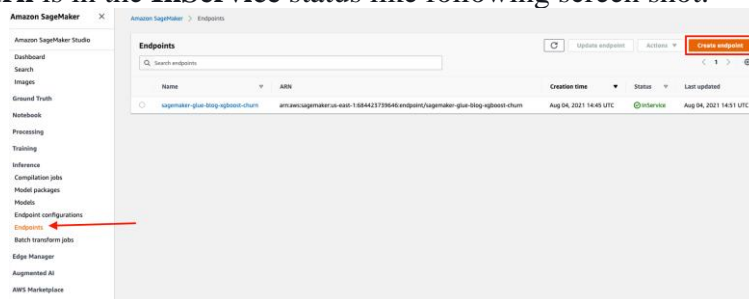 is in the InService status like following screen shot.
Amazon SageMaker ×
Amazon SageMaker > Endpoints
Amazon SageMaker Studio
Dashboard
Search
Images
Ground Truth
Notebook
Processing
Training
Inference
Compilation jobs
Model packages
Models
Endpoint configurations
Endpoints
Batch transform jobs
Edge Manager
Augmented AI
AWS Marketplace
Endpoints
Update endpoint Actions Create endpoint
Search endpoints
< 1 >
Name ARN Creation time Status Last updated
sagemaker-glue-blog-xgboost-churn arn:aws:sagemaker:us-east-1:684423739646:endpoint/sagemaker-glue-blog-xgboost-churn Aug 04, 2021 14:45 UTC InService Aug 04, 2021 14:51 UTC